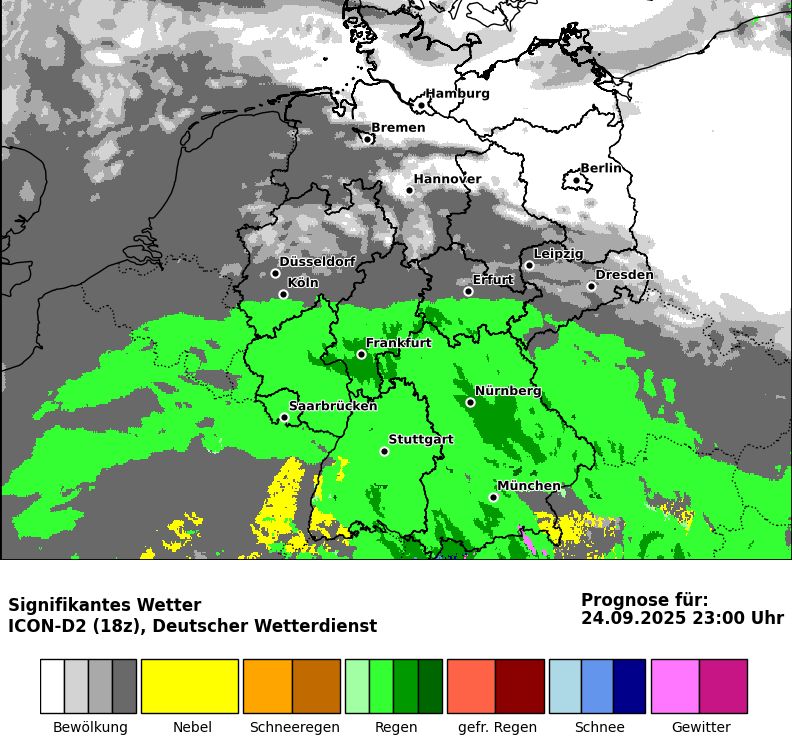 Hamburg
Bremen
Berlin
Hannover
Leipzig
Düsseldorf
Dresden
Köln
Erfurt
Frankfurt
Nürnberg
Saarbrücken
Stuttgart
München
Signifikantes Wetter
ICON-D2 (18z), Deutscher Wetterdienst
Prognose für:
24.09.2025 23:00 Uhr
Bewölkung
Nebel
Schneeregen
Regen
gefr. Regen
Schnee
Gewitter